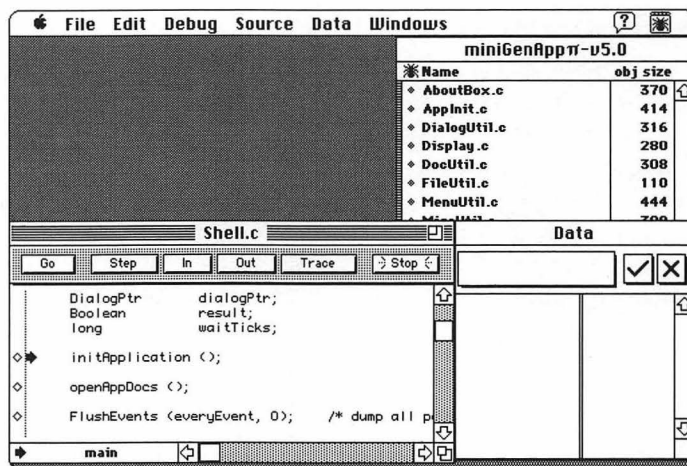 File Edit Debug Source Data Windows
miniGenAppπ-v5.0
Name obj size
AboutBox.c 370
AppInit.c 414
DialogUtil.c 316
Display.c 280
DocUtil.c 308
FileUtil.c 110
MenuUtil.c 444
Shell.c
Go Step In Out Trace Stop
DialogPtr dialogPtr;
Boolean result;
long waitTicks;
initApplication ();
openAppDocs ();
FlushEvents (everyEvent, 0); /* dump all
main
Data